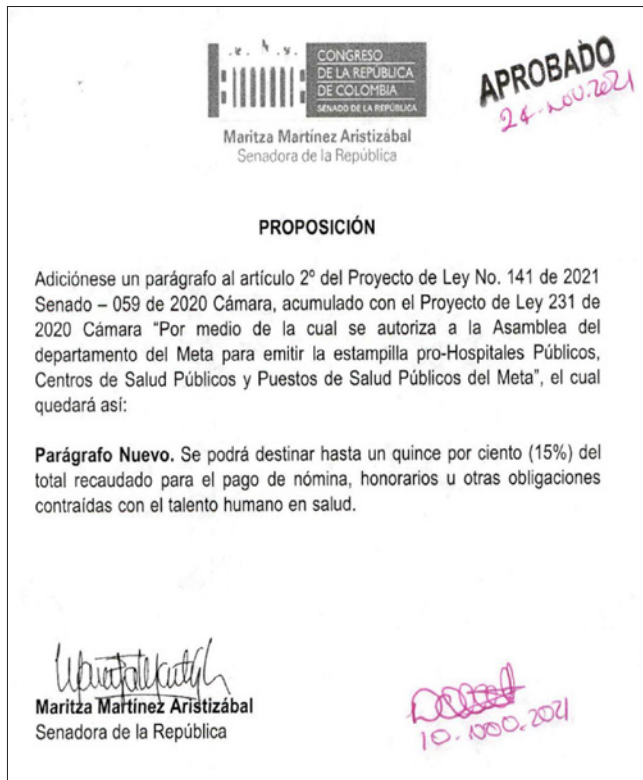 CONGRESO
DE LA REPÚBLICA
DE COLOMBIA
SENADO DE LA REPÚBLICA
Maritza Martínez Aristizábal
Senadora de la República
APROBADO
24-NOV.2021
PROPOSICIÓN
Adiciónese un parágrafo al artículo 2º del Proyecto de Ley No. 141 de 2021
Senado – 059 de 2020 Cámara, acumulado con el Proyecto de Ley 231 de
2020 Cámara “Por medio de la cual se autoriza a la Asamblea del
departamento del Meta para emitir la estampilla pro-Hospitales Públicos,
Centros de Salud Públicos y Puestos de Salud Públicos del Meta”, el cual
quedará así:
Parágrafo Nuevo. Se podrá destinar hasta un quince por ciento (15%) del
total recaudado para el pago de nómina, honorarios u otras obligaciones
contraídas con el talento humano en salud.
Maritza Martínez Aristizábal
Senadora de la República
10-NOV.2021